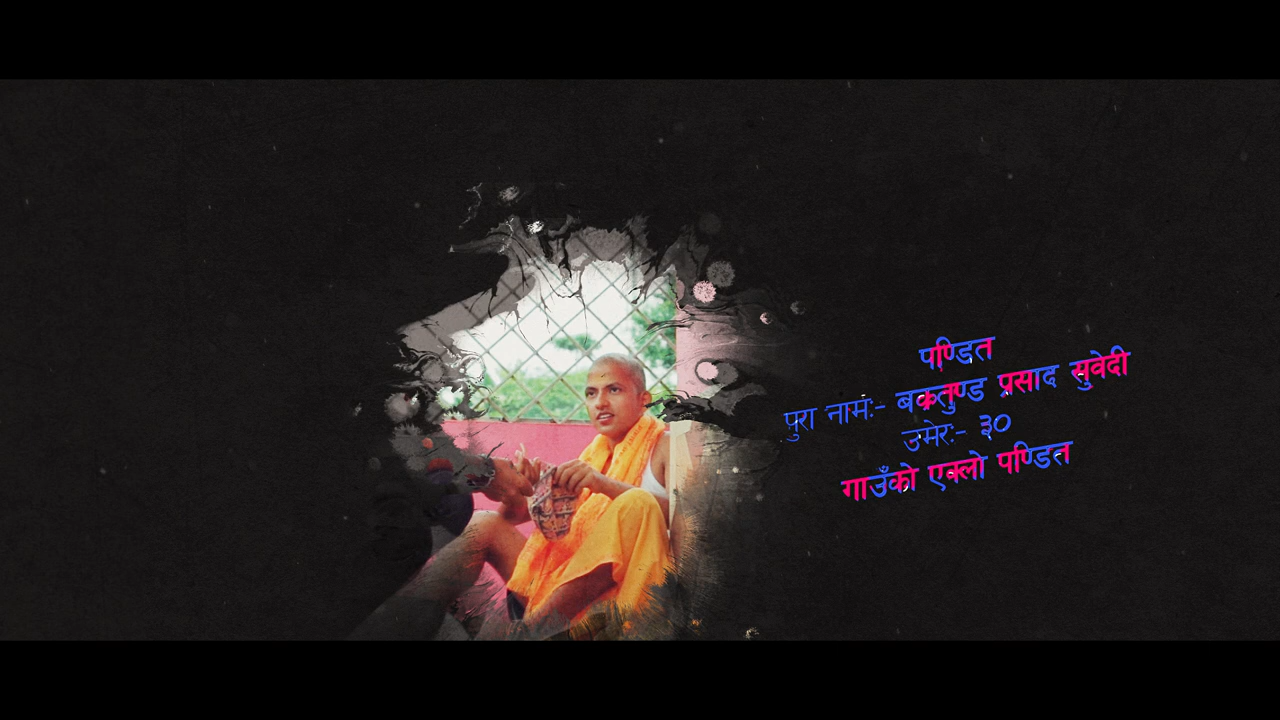 पण्डित
पुरा नामः- बक्रतुण्ड प्रसाद सुवेदी
उमेरः- ३०
गाउँको एक्लो पण्डित